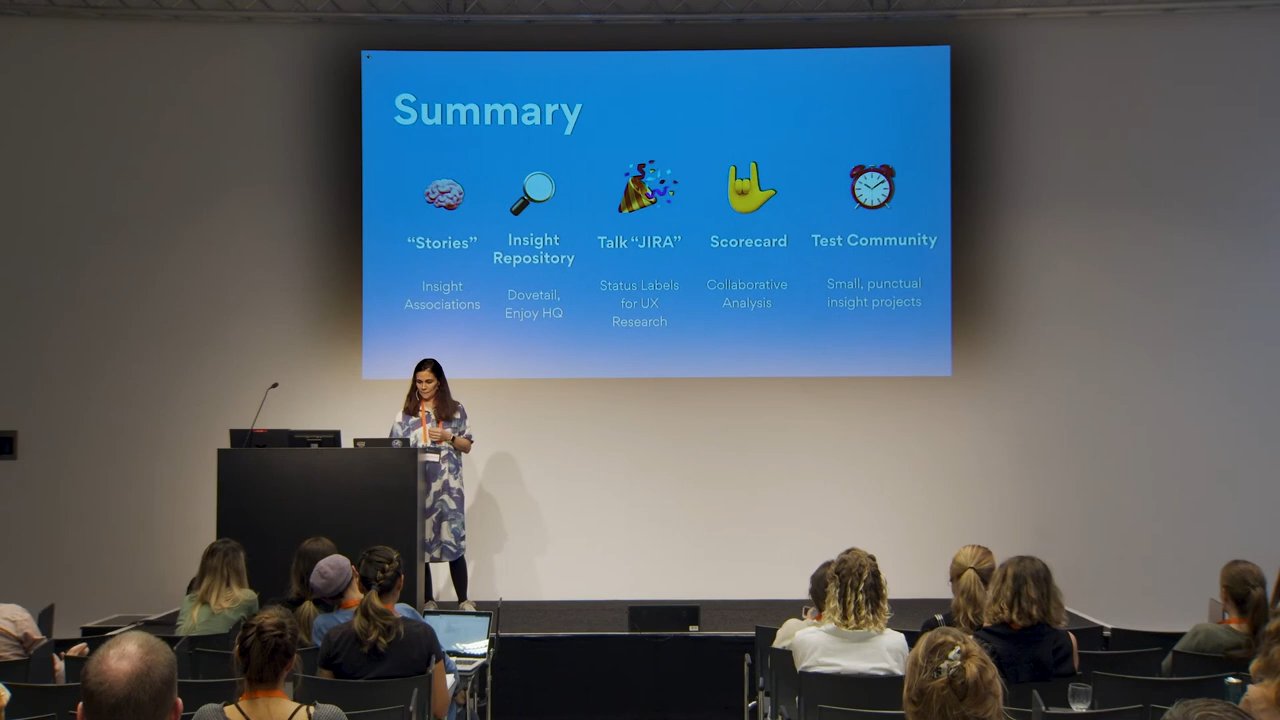 Summary
“Stories”
Insight
Associations
Insight
Repository
Dovetail,
Enjoy HQ
Talk “JIRA”
Status Labels
for UX
Research
Scorecard
Collaborative
Analysis
Test Community
Small, punctual
insight projects